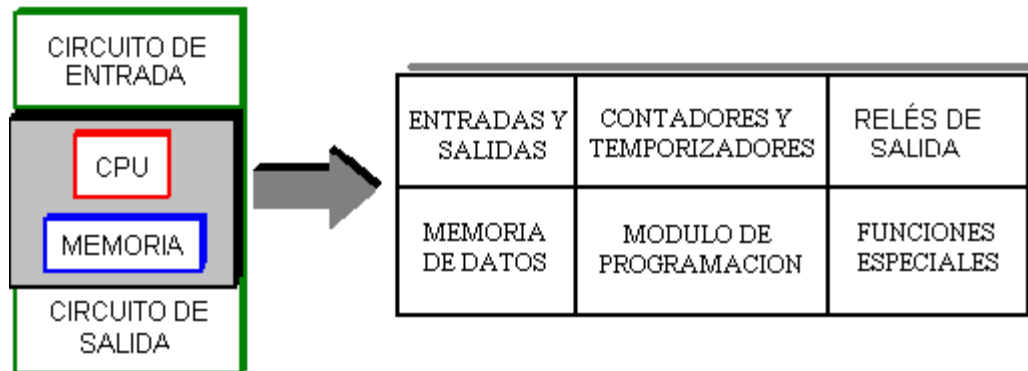 CIRCUITO DE
ENTRADA
CPU
MEMORIA
CIRCUITO DE
SALIDA
ENTRADAS Y
SALIDAS
CONTADORES Y
TEMPORIZADORES
RELÉS DE
SALIDA
MEMORIA
DE DATOS
MODULO DE
PROGRAMACION
FUNCIONES
ESPECIALES